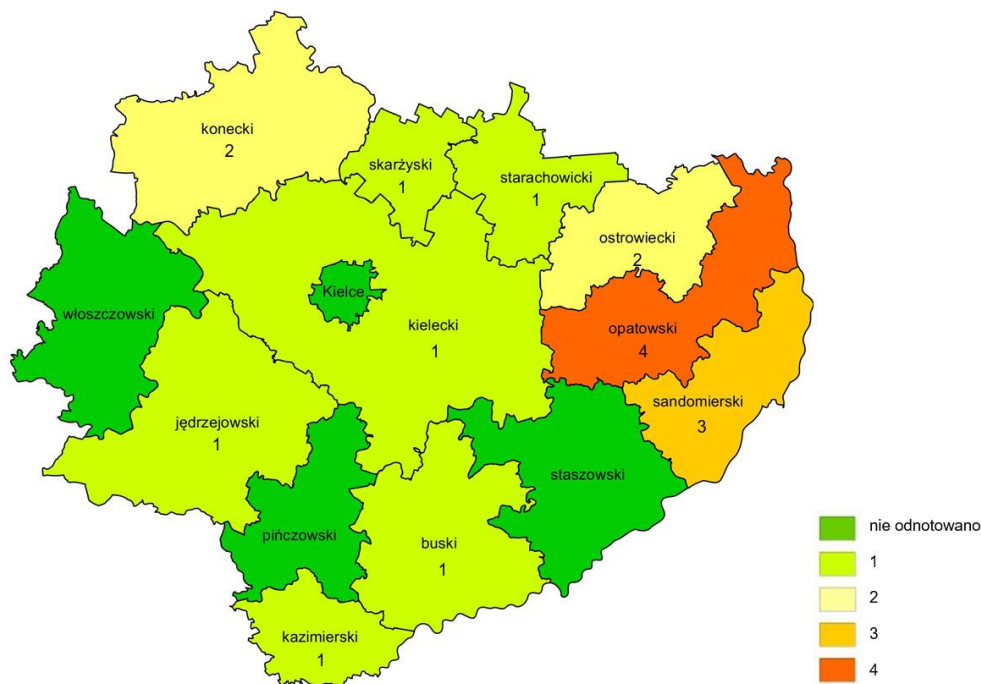 konecki
2
skarżyski
1
starachowicki
1
ostrowiecki
2
Kielce
włoszczowski
kielecki
1
opatowski
4
sandomierski
3
jędrzejowski
1
staszowski
pińczowski
buski
1
kazimierski
1
nie odnotowano
1
2
3
4